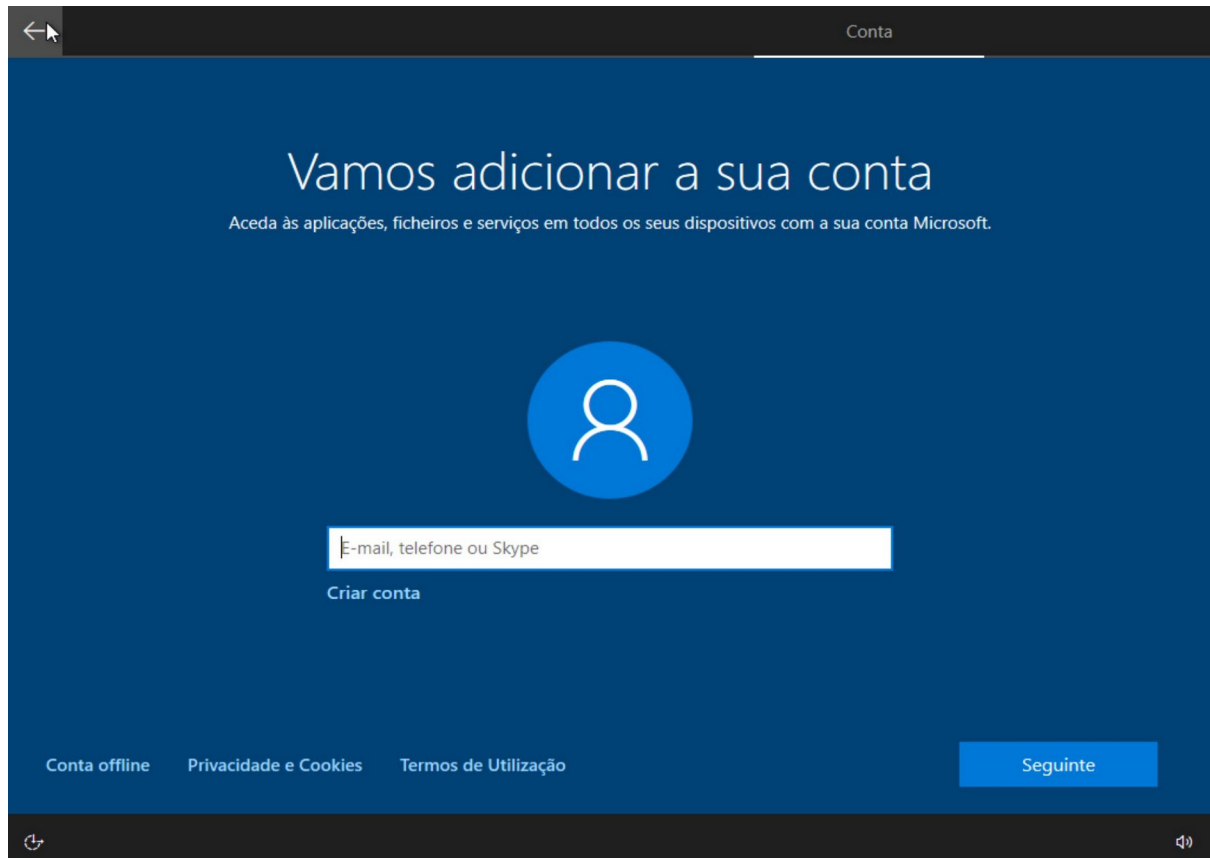 Conta
Vamos adicionar a sua conta
Aceda às aplicações, ficheiros e serviços em todos os seus dispositivos com a sua conta Microsoft.
E-mail, telefone ou Skype
Criar conta
Conta offline Privacidade e Cookies Termos de Utilização Seguinte